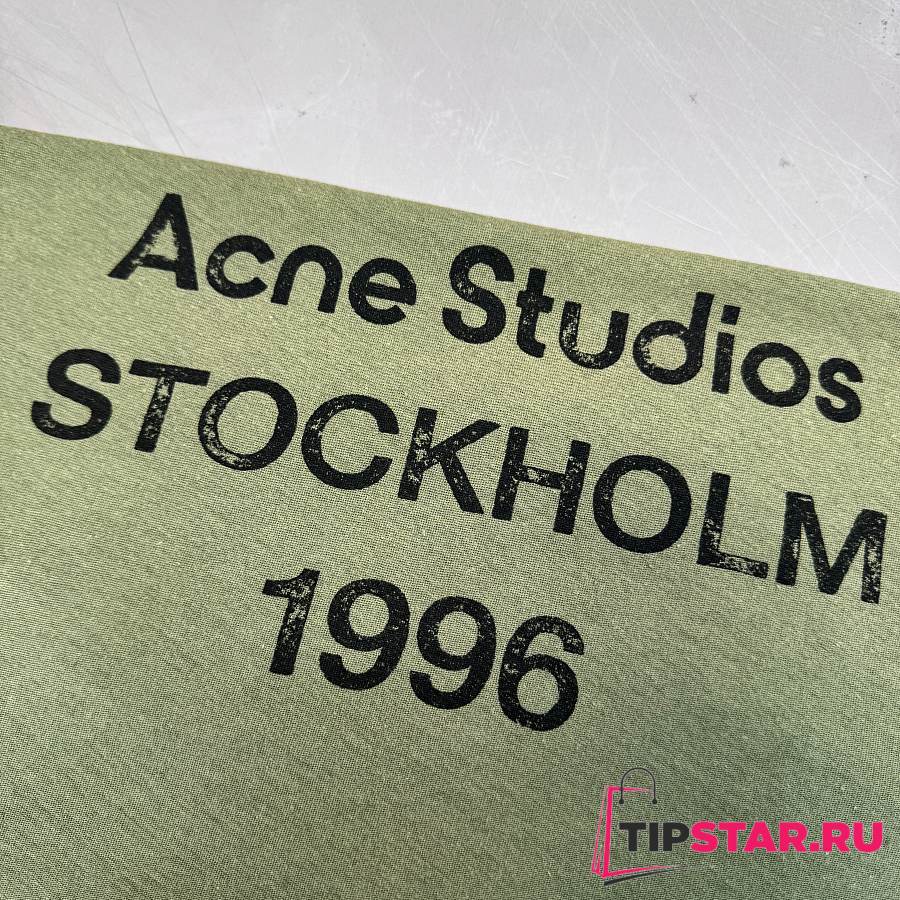 Acne Studios
STOCKHOLM
1996
TIPSTAR.RU